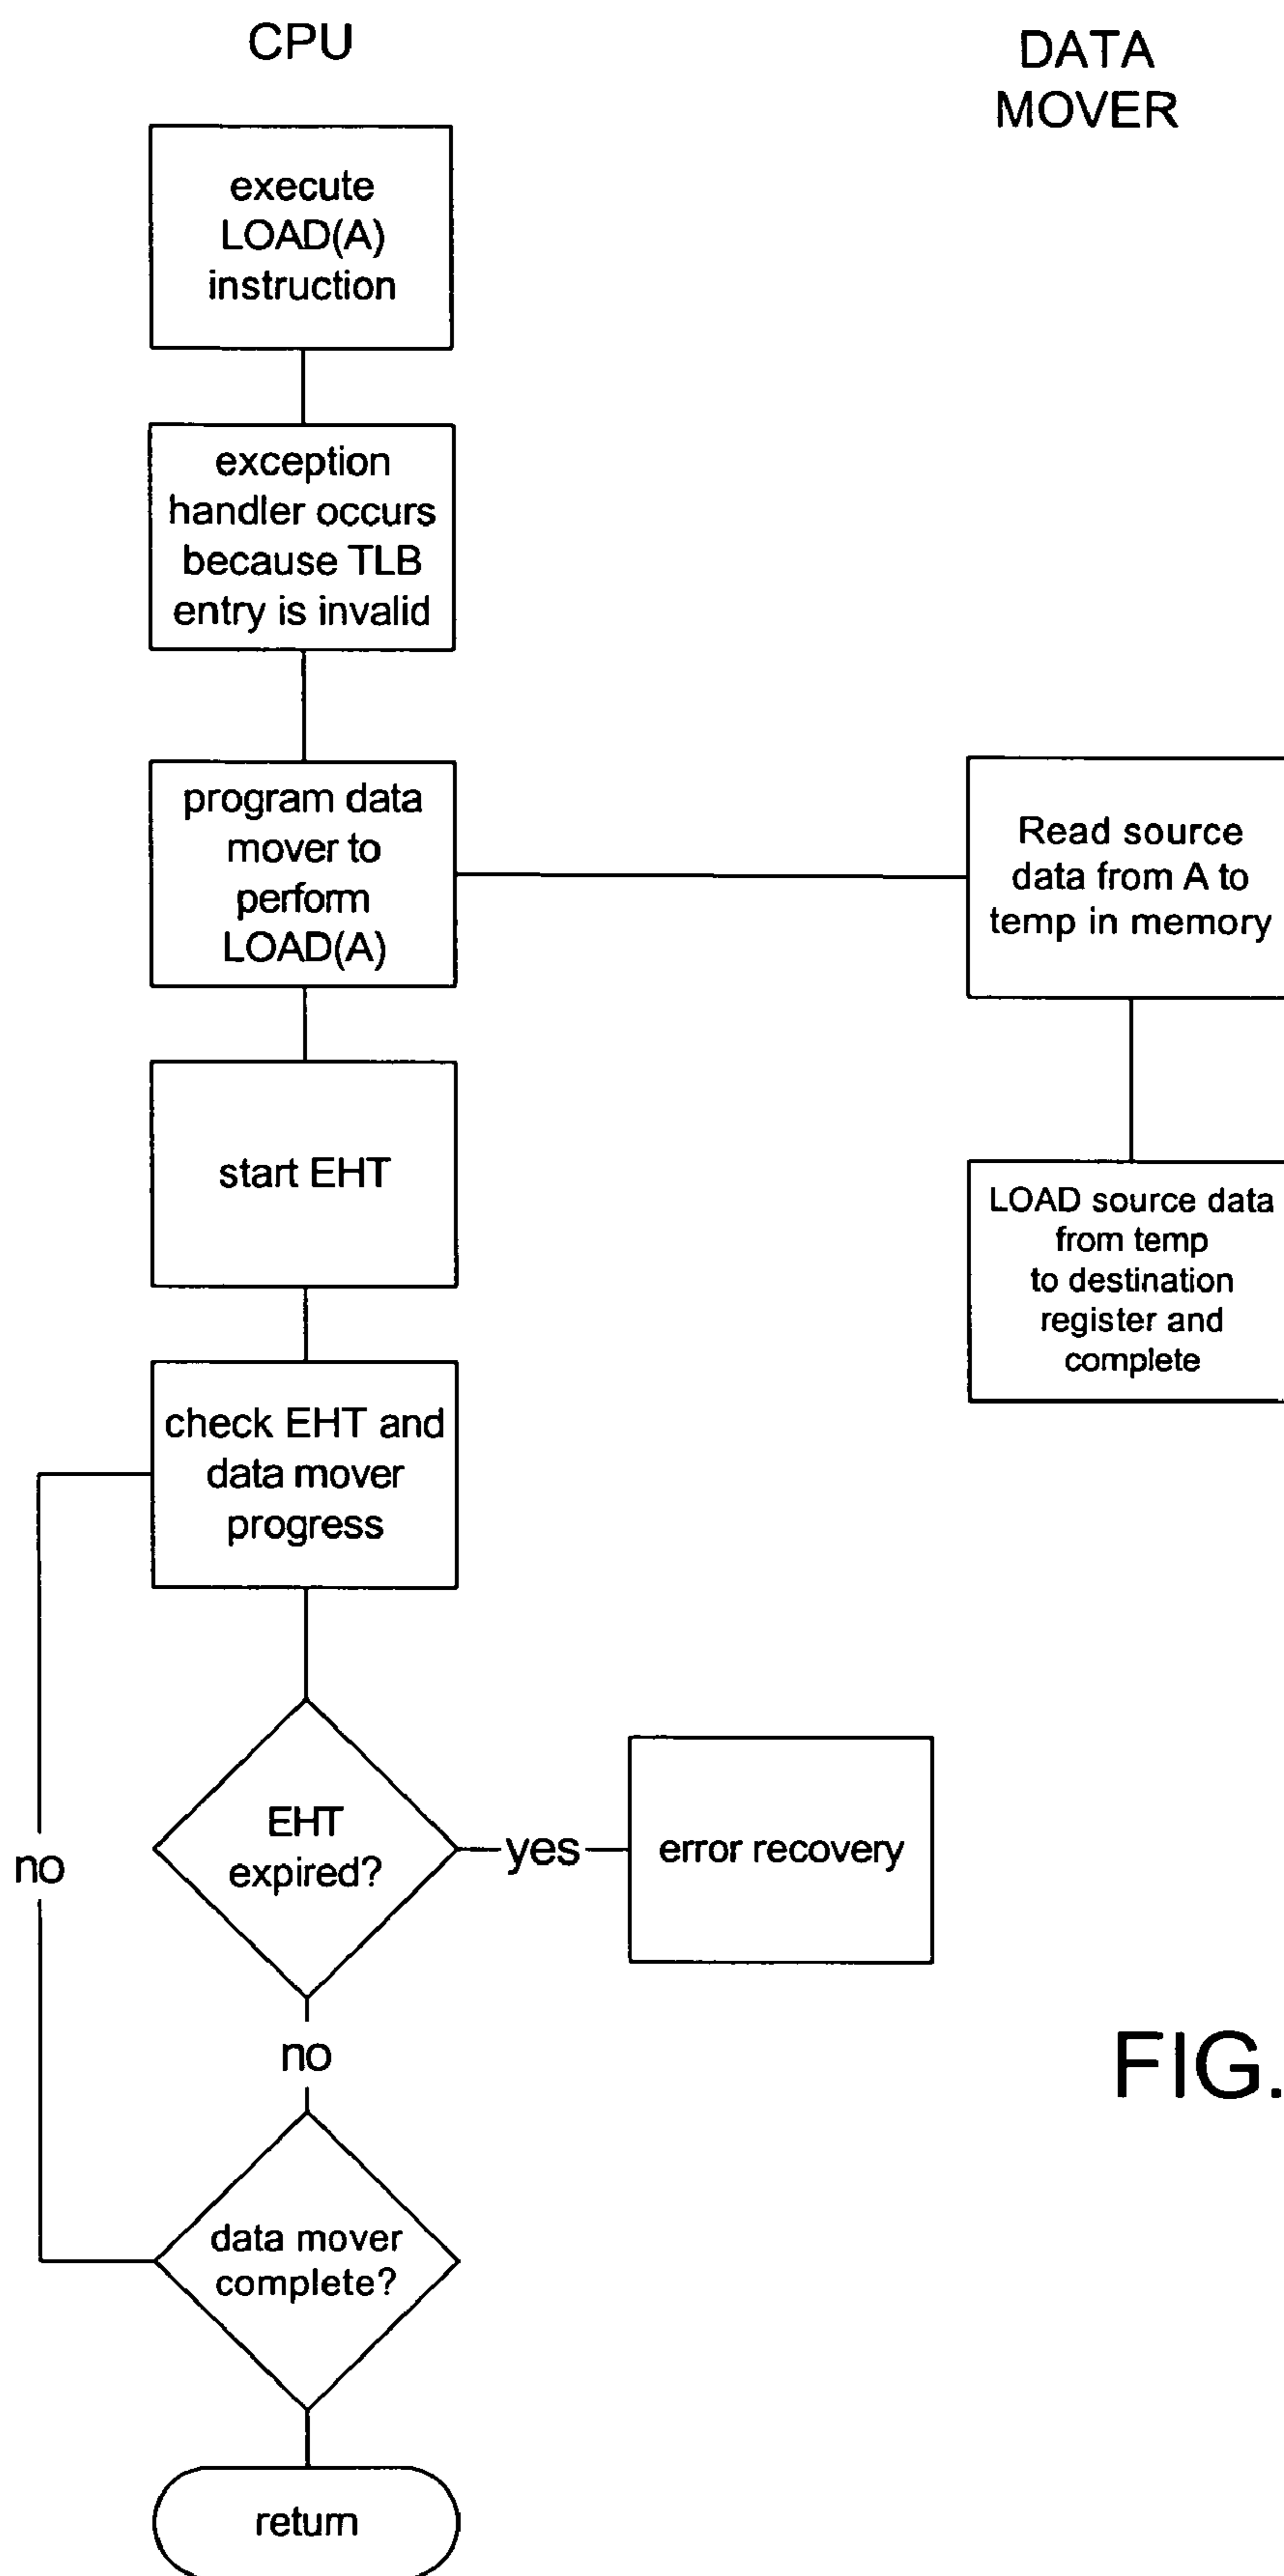 CPU
DATA
MOVER
execute
LOAD(A)
instruction
exception
handler occurs
because TLB
entry is invalid
program data
mover to
perform
LOAD(A)
Read source
data from A to
temp in memory
start EHT
LOAD source data
from temp
to destination
register and
complete
check EHT and
data mover
progress
EHT
expired?
yes
error recovery
no
no
FIG.
data mover
complete?
return